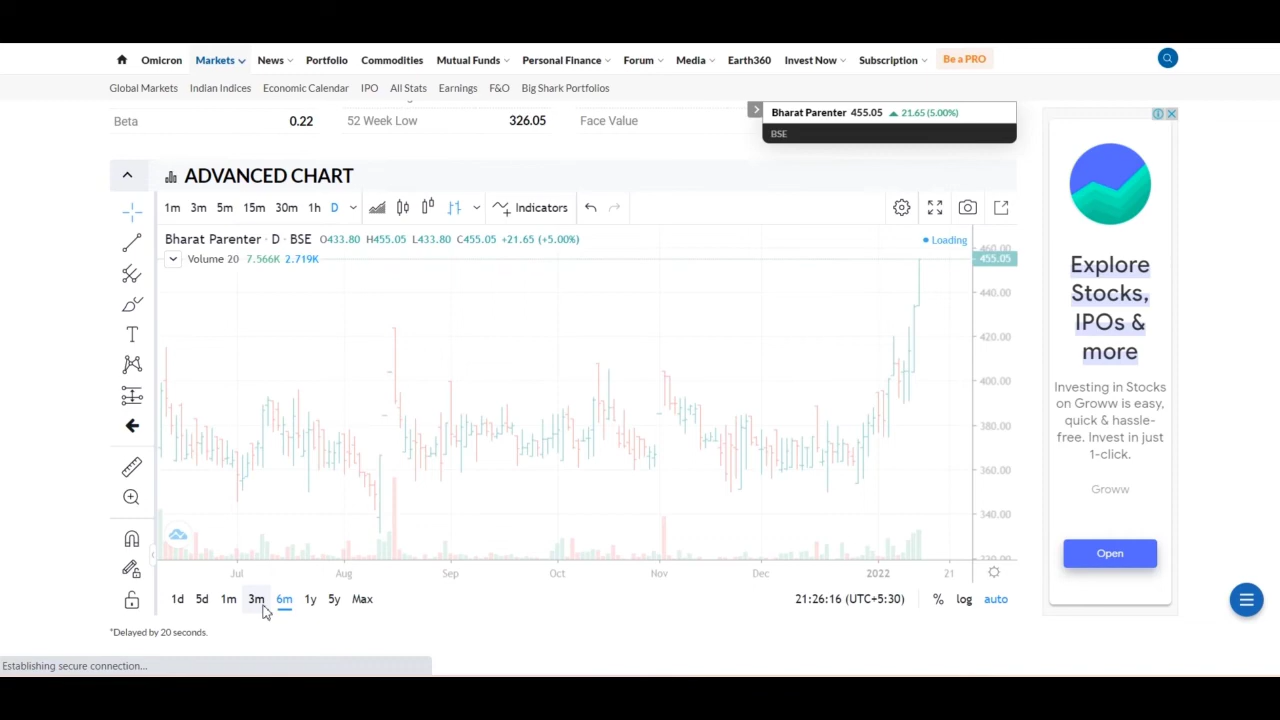 Omicron Markets News Portfolio Commodities Mutual Funds Personal Finance Forum Media Earth360 Invest Now Subscription Be a PRO
Global Markets Indian Indices Economic Calendar IPO All Stats Earnings F&O Big Shark Portfolios
Beta 0.22 52 Week Low 326.05 Face Value
Bharat Parenter 455.05 21.65 (5.00%)
BSE
ADVANCED CHART
1m 3m 5m 15m 30m 1h D Indicators
Bharat Parenter · D · BSE O433.80 H455.05 L433.80 C455.05 +21.65 (+5.00%)
Loading
Volume 20 7.566K 2.719K
460.00
455.05
440.00
420.00
400.00
380.00
360.00
340.00
320.00
Jul Aug Sep Oct Nov Dec 2022 21
1d 5d 1m 3m 6m 1y 5y Max 21:26:16 (UTC+5:30) % log auto
*Delayed by 20 seconds.
Establishing secure connection...
Explore
Stocks,
IPOs &
more
Investing in Stocks
on Groww is easy,
quick & hassle-
free. Invest in just
1-click.
Groww
Open